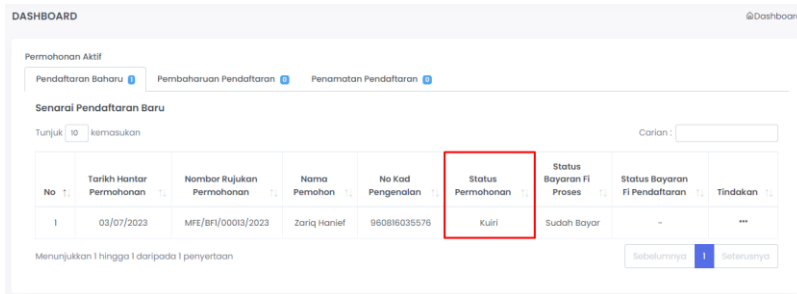 DASHBOARD
Dashboar
Permohonan Aktif
Pendaftaran Baharu 1
Pembaharuan Pendaftaran 0
Penamatan Pendaftaran 0
Senarai Pendaftaran Baru
Tunjuk 10 kemasukan
Carian :
No
Tarikh Hantar Permohonan
Nombor Rujukan Permohonan
Nama Pemohon
No Kad Pengenalan
Status Permohonan
Status Bayaran Fi Proses
Status Bayaran Fi Pendaftaran
Tindakan
1 03/07/2023 MFE/BF1/00013/2023 Zariq Hanief 960816035576 Kuiri Sudah Bayar - •••
Menunjukkan 1 hingga 1 daripada 1 penyertaan
Sebelumnya 1 Seterusnya